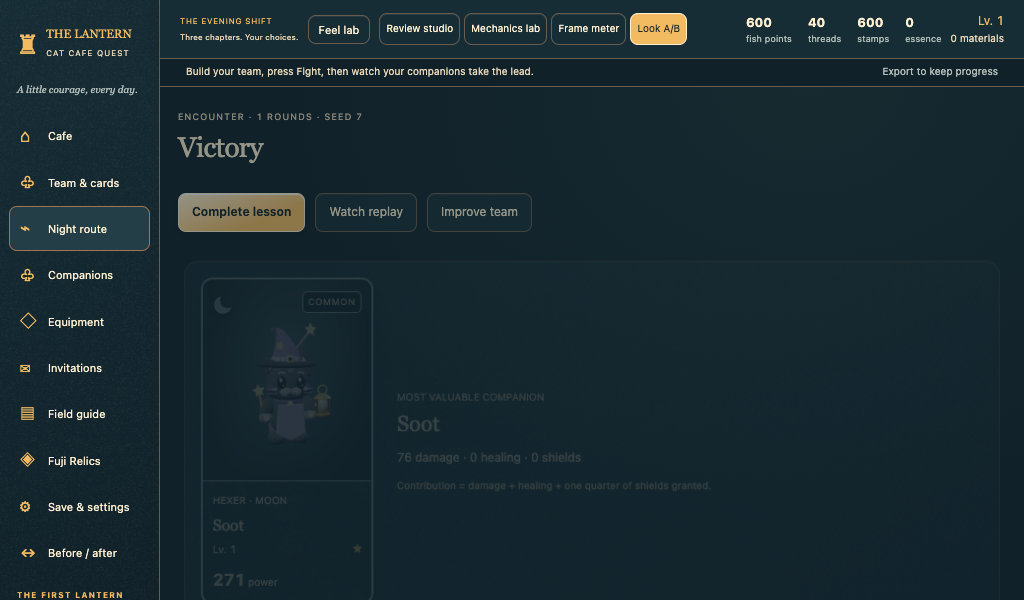 THE LANTERN
CAT CAFE QUEST
A little courage, every day.
Cafe
Team & cards
Night route
Companions
Equipment
Invitations
Field guide
Fuji Relics
Save & settings
Before / after
THE FIRST LANTERN
THE EVENING SHIFT
Three chapters. Your choices.
Feel lab
Review studio
Mechanics lab
Frame meter
Look A/B
600
fish points
40
threads
600
stamps
0
essence
Lv. 1
0 materials
Build your team, press Fight, then watch your companions take the lead.
Export to keep progress
ENCOUNTER · 1 ROUNDS · SEED 7
Victory
Complete lesson
Watch replay
Improve team
COMMON
HEXER · MOON
Soot
Lv. 1
271 power
MOST VALUABLE COMPANION
Soot
76 damage · 0 healing · 0 shields
Contribution = damage + healing + one quarter of shields granted.